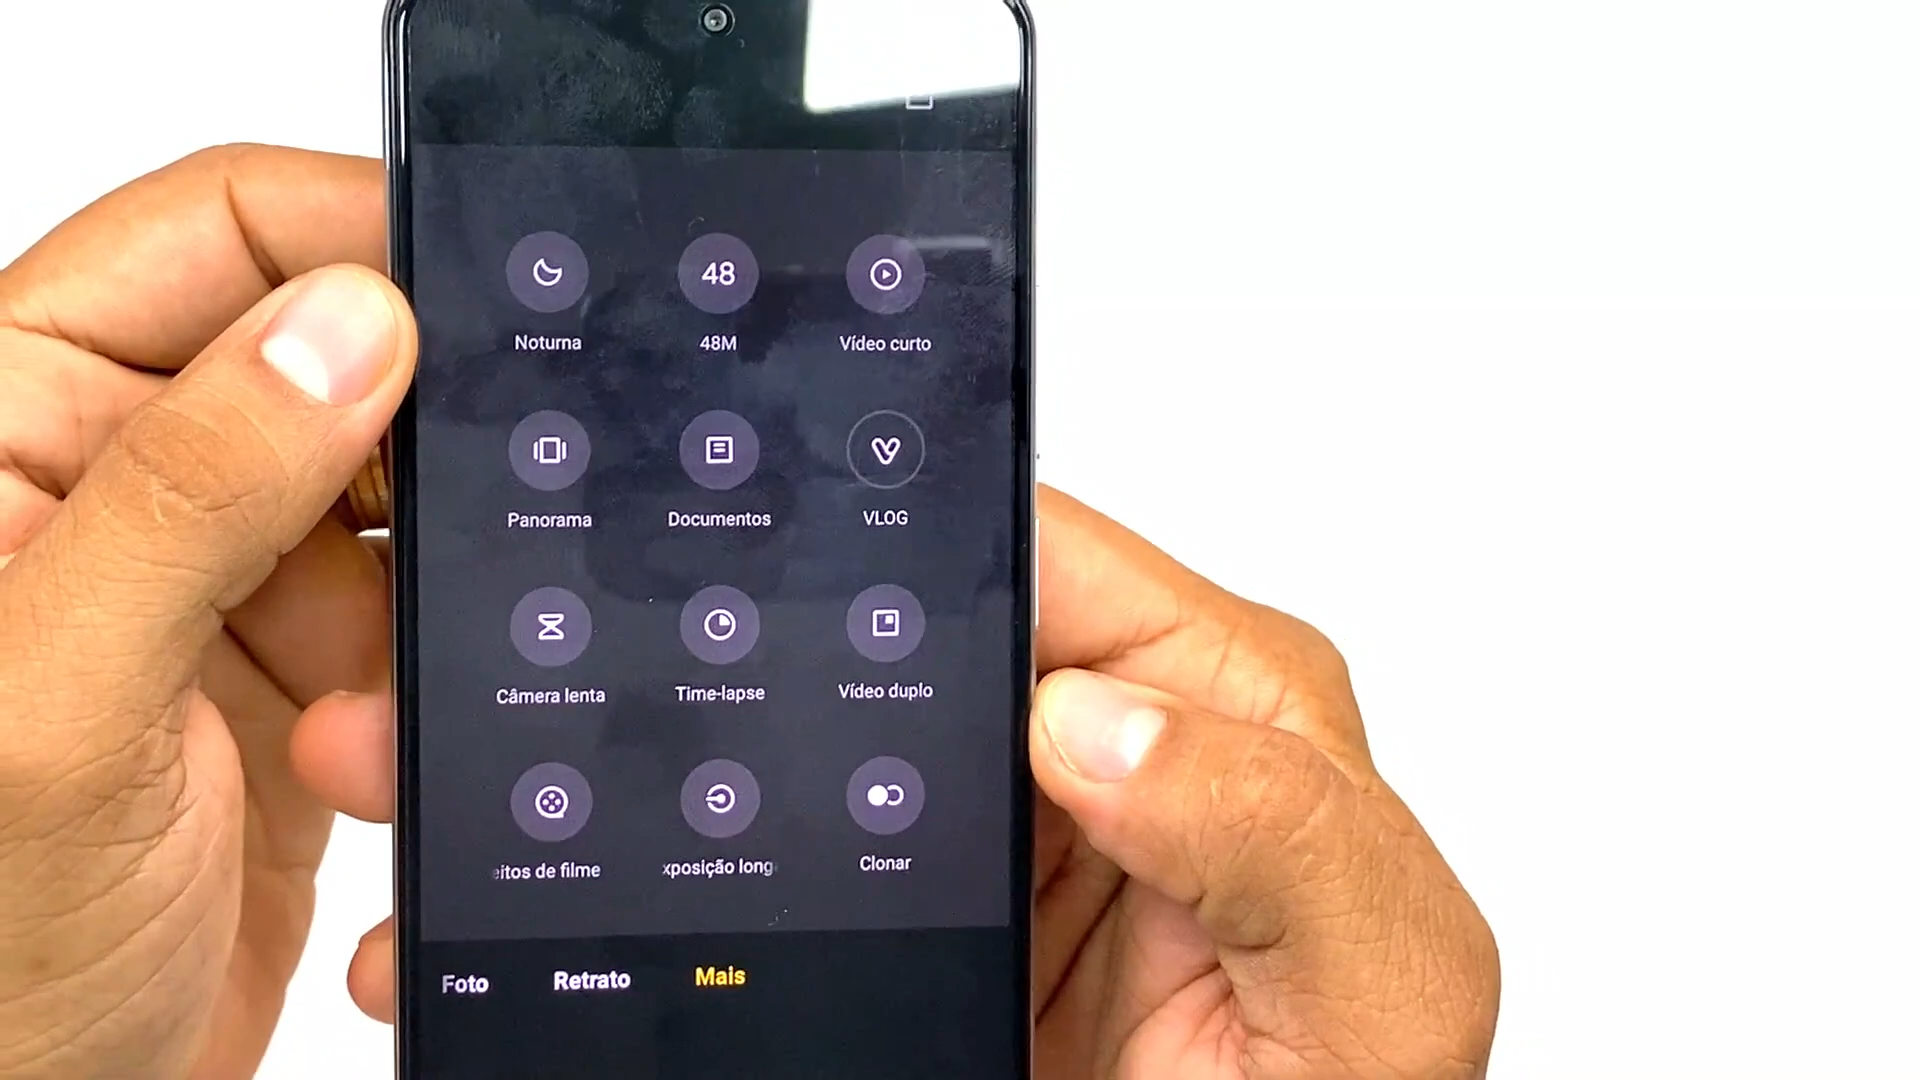 48
Noturna
48M
Vídeo curto
Panorama
Documentos
VLOG
Câmera lenta
Time-lapse
Vídeo duplo
eitos de filme
xposição long
Clonar
Foto
Retrato
Mais